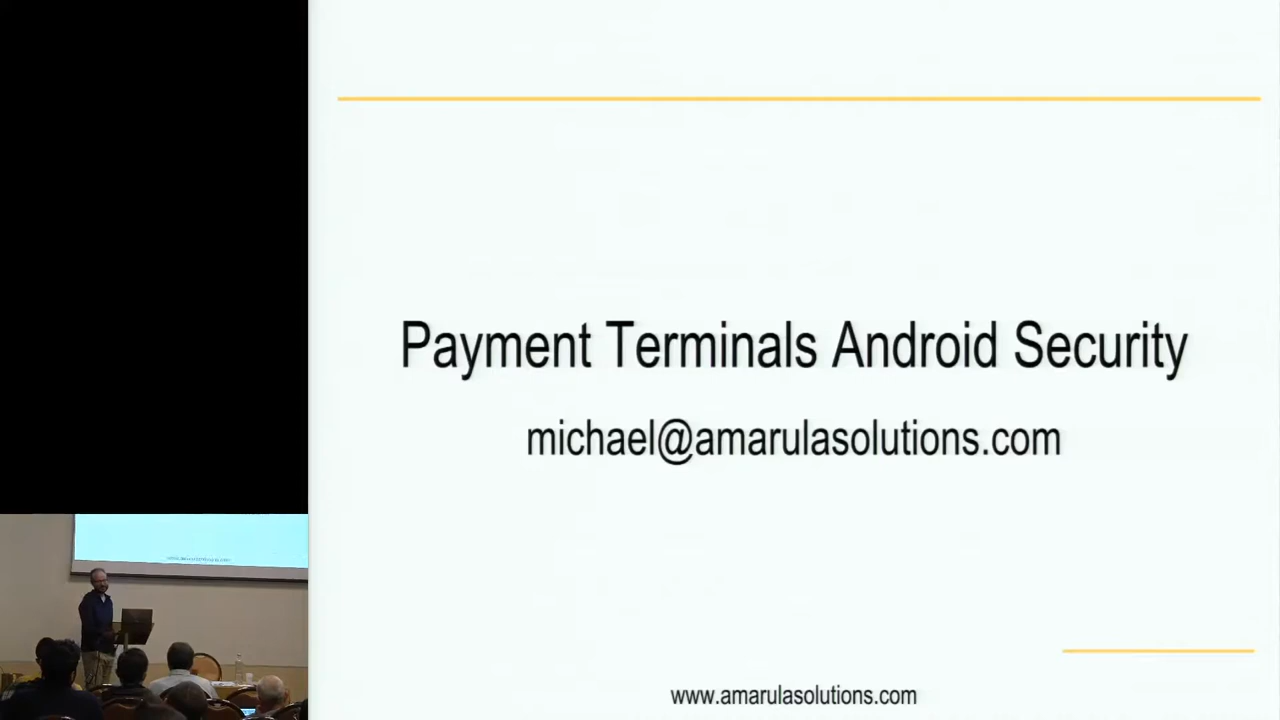 Payment Terminals Android Security
michael@amarulasolutions.com
www.amarulasolutions.com